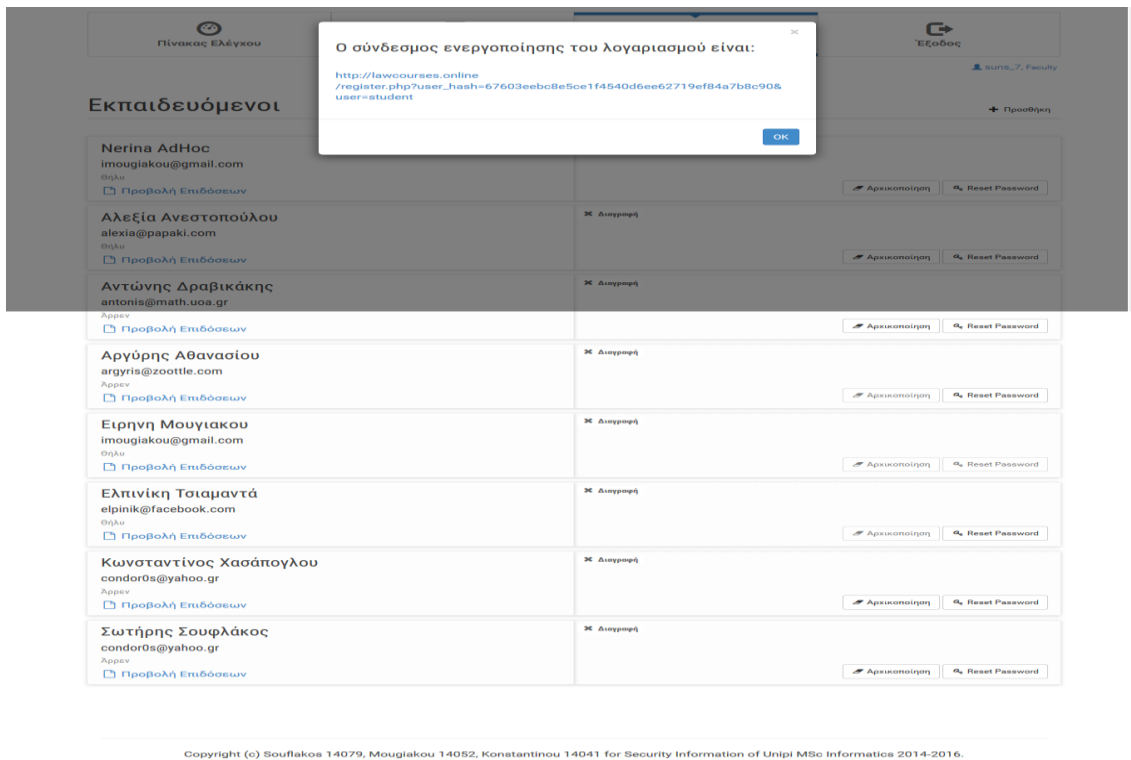 Πίνακας Ελέγχου
Έξοδος
Ο σύνδεσμος ενεργοποίησης του λογαριασμού είναι:
http://lawcourses.online
/register.php?user_hash=67603eebc8e5ce1f4540d6ee62719ef84a7b8c90&
user=student
OK
suns_7, Faculty
Εκπαιδευόμενοι
Προσθήκη
Nerina AdHoc
imougiakou@gmail.com
Θήλυ
Προβολή Επιδόσεων
Αρχικοποίηση Reset Password
Αλεξία Ανεστοπούλου
Διαγραφή
alexia@papaki.com
Θήλυ
Προβολή Επιδόσεων
Αρχικοποίηση Reset Password
Αντώνης Δραβικάκης
Διαγραφή
antonis@math.uoa.gr
Άρρεν
Προβολή Επιδόσεων
Αρχικοποίηση Reset Password
Αργύρης Αθανασίου
Διαγραφή
argyris@zoottle.com
Άρρεν
Προβολή Επιδόσεων
Αρχικοποίηση Reset Password
Ειρηνη Μουγιακου
Διαγραφή
imougiakou@gmail.com
Θήλυ
Προβολή Επιδόσεων
Αρχικοποίηση Reset Password
Ελπινίκη Τσιαμαντά
Διαγραφή
elpinik@facebook.com
Θήλυ
Προβολή Επιδόσεων
Αρχικοποίηση Reset Password
Κωνσταντίνος Χασάπογλου
Διαγραφή
condor0s@yahoo.gr
Άρρεν
Προβολή Επιδόσεων
Αρχικοποίηση Reset Password
Σωτήρης Σουφλάκος
Διαγραφή
condor0s@yahoo.gr
Άρρεν
Προβολή Επιδόσεων
Αρχικοποίηση Reset Password
Copyright (c) Souflakos 14079, Mougiakou 14052, Konstantinou 14041 for Security Information of Unipi MSc Informatics 2014-2016.